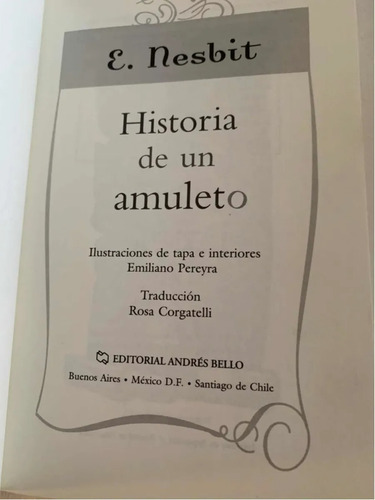 E. Nesbit
Historia
de un
amuleto
Ilustraciones de tapa e interiores
Emiliano Pereyra
Traducción
Rosa Corgatelli
EDITORIAL ANDRÉS BELLO
Buenos Aires • México D.F. • Santiago de Chile